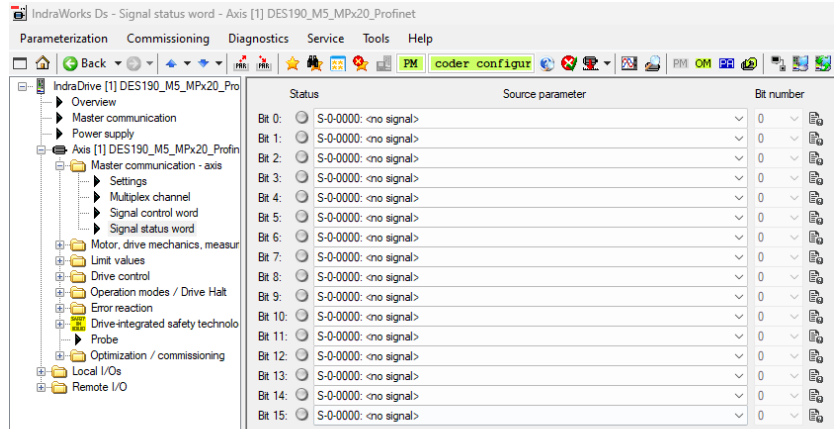 IndraWorks Ds - Signal status word - Axis [1] DES190_M5_MPx20_Profinet
Parameterization Commissioning Diagnostics Service Tools Help
Back PAR PAR PM coder configur PM OM
IndraDrive [1] DES190_M5_MPx20_Pro
Overview
Master communication
Power supply
Axis [1] DES190_M5_MPx20_Profin
Master communication - axis
Settings
Multiplex channel
Signal control word
Signal status word
Motor, drive mechanics, measur
Limit values
Drive control
Operation modes / Drive Halt
Error reaction
Drive-integrated safety technolo
Probe
Optimization / commissioning
Local I/Os
Remote I/O
Status Source parameter Bit number
Bit 0: S-0-0000: <no signal> 0
Bit 1: S-0-0000: <no signal> 0
Bit 2: S-0-0000: <no signal> 0
Bit 3: S-0-0000: <no signal> 0
Bit 4: S-0-0000: <no signal> 0
Bit 5: S-0-0000: <no signal> 0
Bit 6: S-0-0000: <no signal> 0
Bit 7: S-0-0000: <no signal> 0
Bit 8: S-0-0000: <no signal> 0
Bit 9: S-0-0000: <no signal> 0
Bit 10: S-0-0000: <no signal> 0
Bit 11: S-0-0000: <no signal> 0
Bit 12: S-0-0000: <no signal> 0
Bit 13: S-0-0000: <no signal> 0
Bit 14: S-0-0000: <no signal> 0
Bit 15: S-0-0000: <no signal> 0